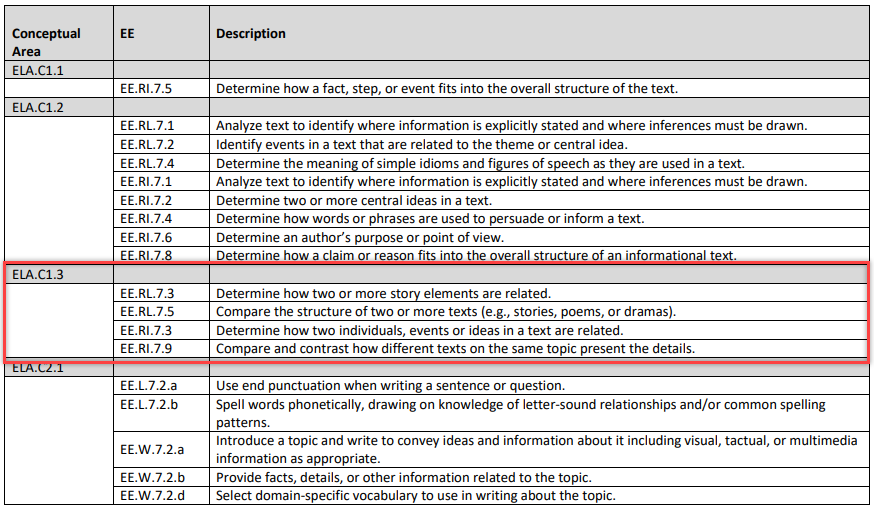 Conceptual Area EE Description
ELA.C1.1
EE.RI.7.5 Determine how a fact, step, or event fits into the overall structure of the text.
ELA.C1.2
EE.RL.7.1 Analyze text to identify where information is explicitly stated and where inferences must be drawn.
EE.RL.7.2 Identify events in a text that are related to the theme or central idea.
EE.RL.7.4 Determine the meaning of simple idioms and figures of speech as they are used in a text.
EE.RI.7.1 Analyze text to identify where information is explicitly stated and where inferences must be drawn.
EE.RI.7.2 Determine two or more central ideas in a text.
EE.RI.7.4 Determine how words or phrases are used to persuade or inform a text.
EE.RI.7.6 Determine an author's purpose or point of view.
EE.RI.7.8 Determine how a claim or reason fits into the overall structure of an informational text.
ELA.C1.3
EE.RL.7.3 Determine how two or more story elements are related.
EE.RL.7.5 Compare the structure of two or more texts (e.g., stories, poems, or dramas).
EE.RI.7.3 Determine how two individuals, events or ideas in a text are related.
EE.RI.7.9 Compare and contrast how different texts on the same topic present the details.
ELA.C2.1
EE.L.7.2.a Use end punctuation when writing a sentence or question.
EE.L.7.2.b Spell words phonetically, drawing on knowledge of letter-sound relationships and/or common spelling
patterns.
EE.W.7.2.a Introduce a topic and write to convey ideas and information about it including visual, tactual, or multimedia
information as appropriate.
EE.W.7.2.b Provide facts, details, or other information related to the topic.
EE.W.7.2.d Select domain-specific vocabulary to use in writing about the topic.